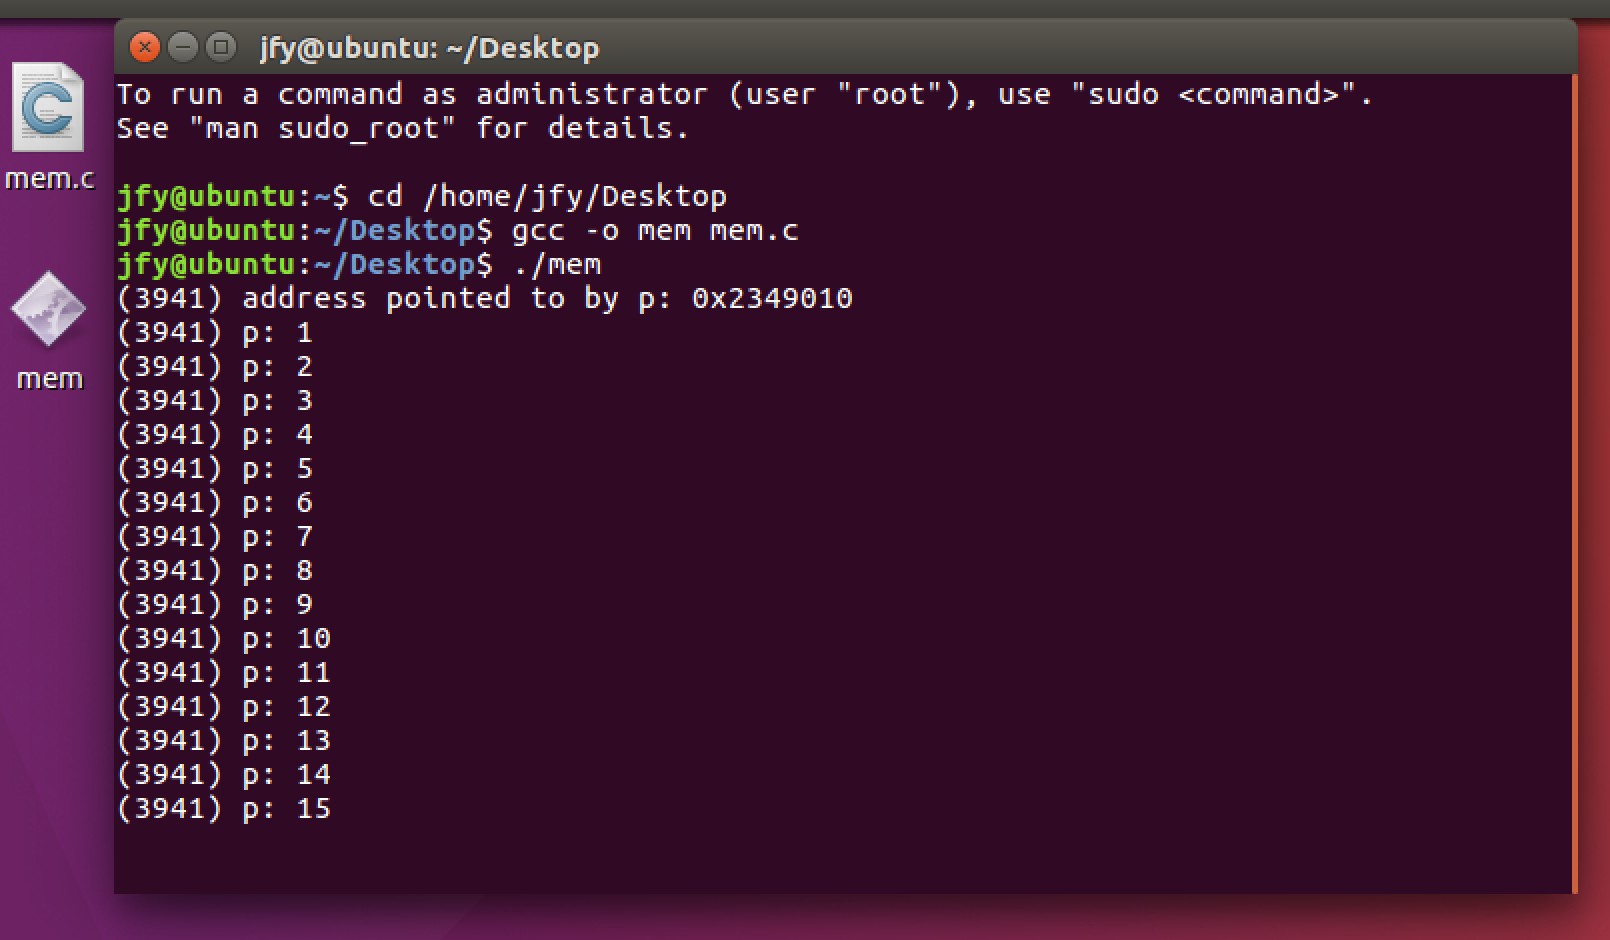 jfy@ubuntu: ~/Desktop
mem.c
mem
To run a command as administrator (user "root"), use "sudo <command>".
See "man sudo_root" for details.
jfy@ubuntu:~$ cd /home/jfy/Desktop
jfy@ubuntu:~/Desktop$ gcc -o mem mem.c
jfy@ubuntu:~/Desktop$ ./mem
(3941) address pointed to by p: 0x2349010
(3941) p: 1
(3941) p: 2
(3941) p: 3
(3941) p: 4
(3941) p: 5
(3941) p: 6
(3941) p: 7
(3941) p: 8
(3941) p: 9
(3941) p: 10
(3941) p: 11
(3941) p: 12
(3941) p: 13
(3941) p: 14
(3941) p: 15